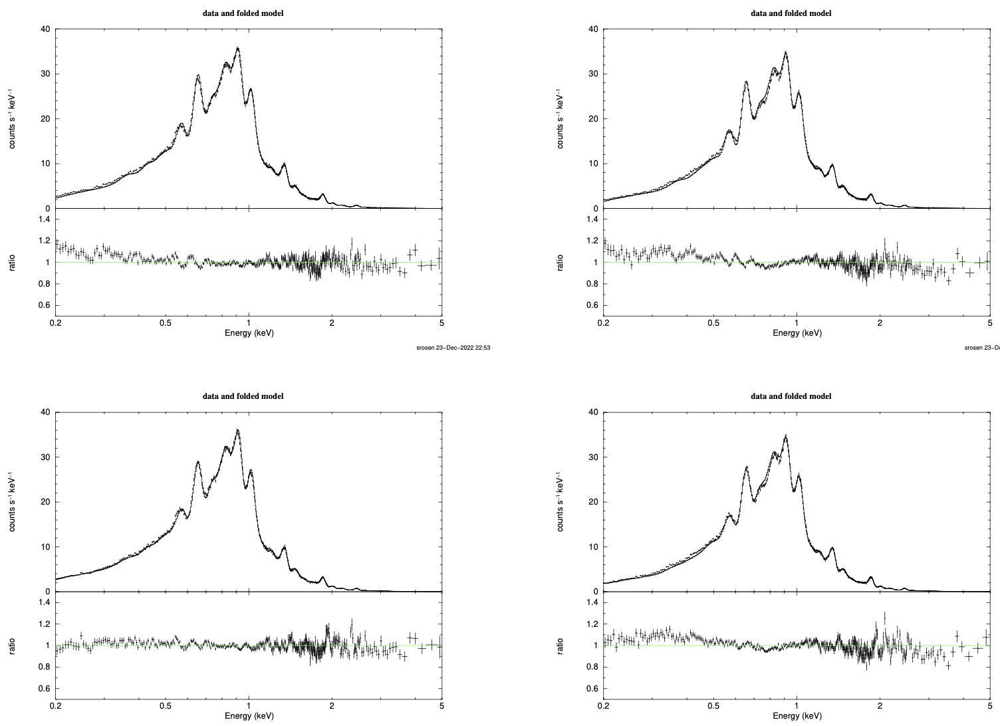 data and folded model
40
30
20
10
0
counts s⁻¹ keV⁻¹
1.4
1.2
1
0.8
0.6
ratio
0.2 0.5 1 2 5
Energy (keV)
srosen 23−Dec−2022 22:53
data and folded model
40
30
20
10
0
counts s⁻¹ keV⁻¹
1.4
1.2
1
0.8
0.6
ratio
0.2 0.5 1 2 5
Energy (keV)
srosen 23−De
data and folded model
40
30
20
10
0
counts s⁻¹ keV⁻¹
1.4
1.2
1
0.8
0.6
ratio
0.2 0.5 1 2 5
Energy (keV)
data and folded model
40
30
20
10
0
counts s⁻¹ keV⁻¹
1.4
1.2
1
0.8
0.6
ratio
0.2 0.5 1 2 5
Energy (keV)